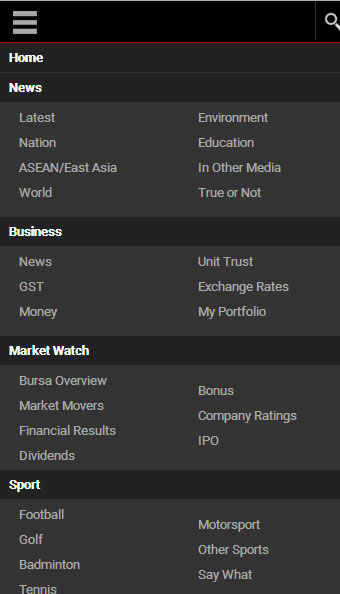 Home
News
Latest
Environment
Nation
Education
ASEAN/East Asia
In Other Media
World
True or Not
Business
News
Unit Trust
GST
Exchange Rates
Money
My Portfolio
Market Watch
Bursa Overview
Bonus
Market Movers
Company Ratings
Financial Results
IPO
Dividends
Sport
Football
Motorsport
Golf
Other Sports
Badminton
Say What
Tennis